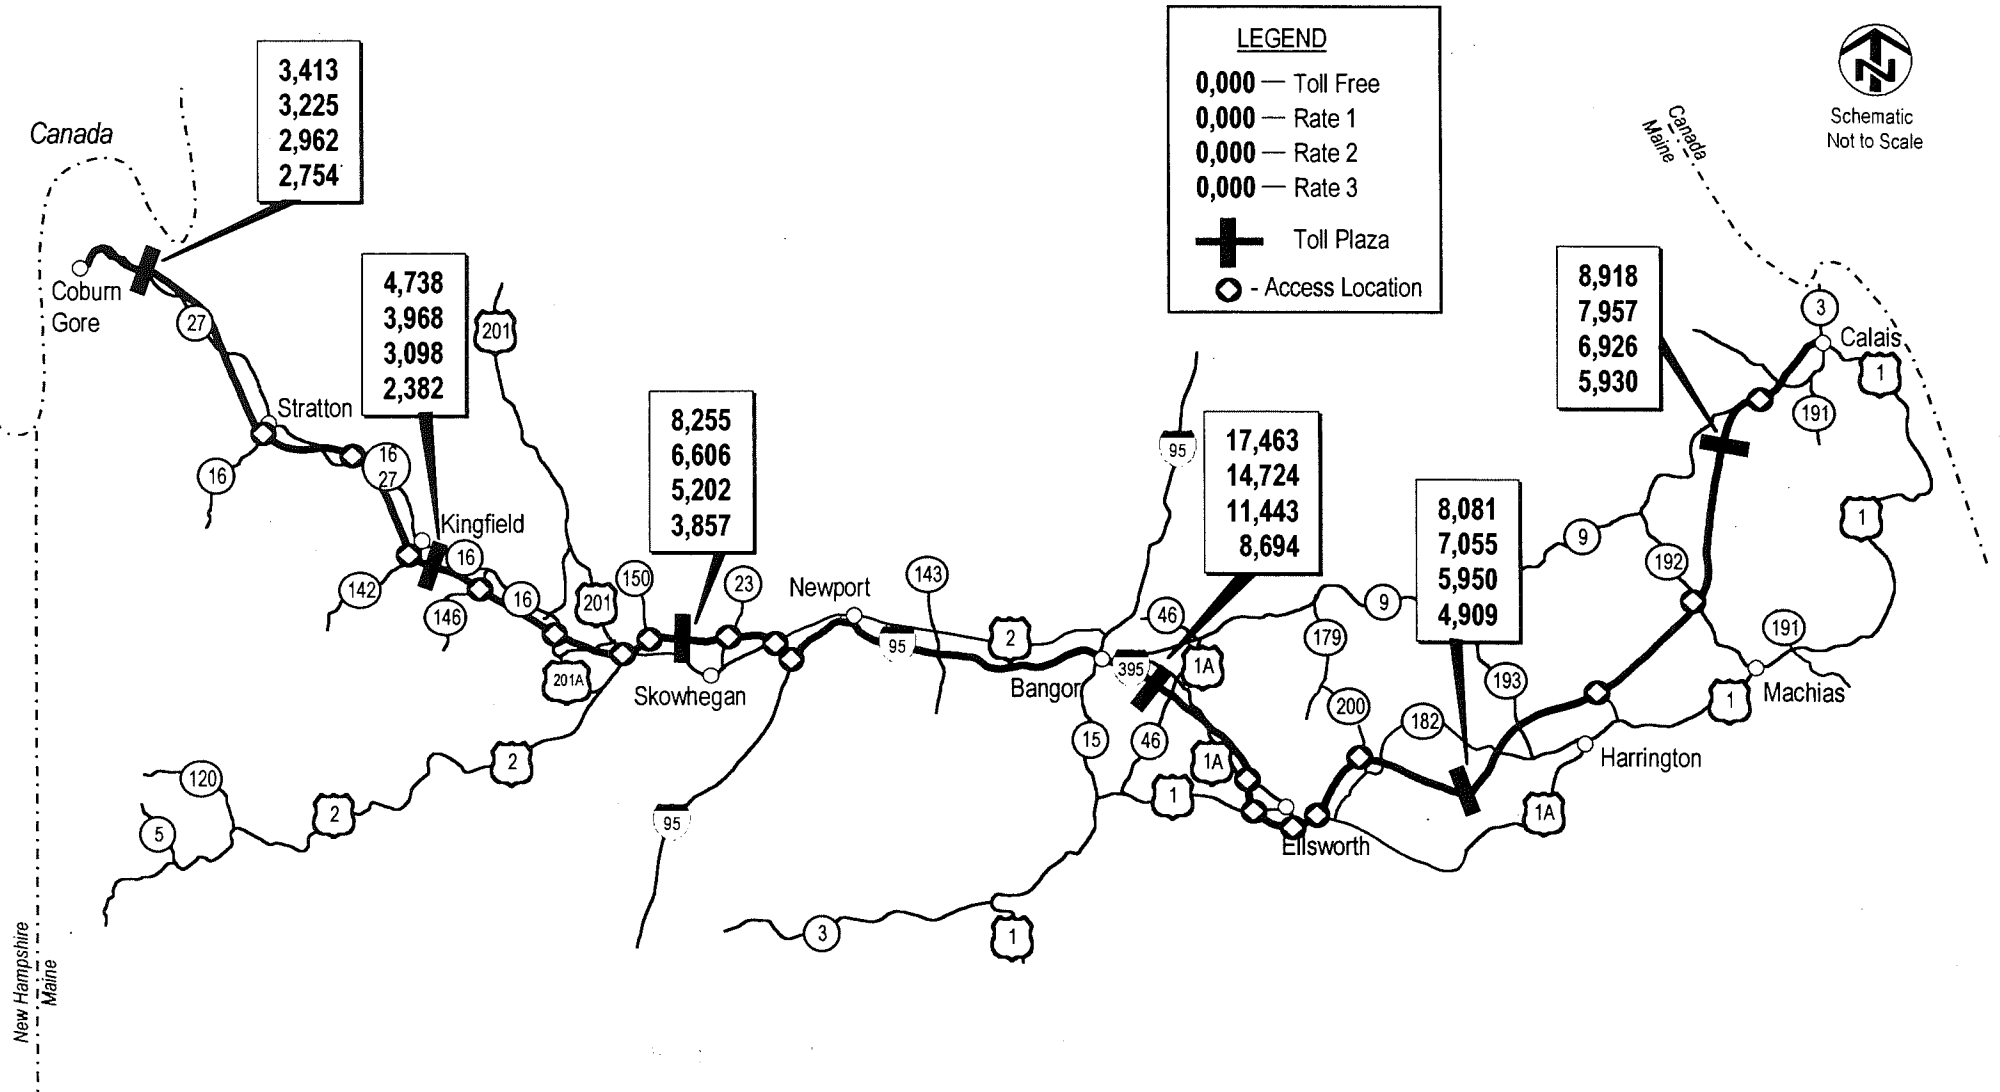 LEGEND
0,000 — Toll Free
0,000 — Rate 1
0,000 — Rate 2
0,000 — Rate 3
Toll Plaza
- Access Location
N
Schematic
Not to Scale
3,413
3,225
2,962
2,754
Canada
Canada
Maine
Coburn
Gore
27
4,738
3,968
3,098
2,382
201
8,918
7,957
6,926
5,930
3
Calais
1
191
Stratton
16
16
27
8,255
6,606
5,202
3,857
95
17,463
14,724
11,443
8,694
8,081
7,055
5,950
4,909
1
9
192
Kingfield
16
142
146
16
201
150
23
Newport
143
2
95
46
9
179
191
201A
Skowhegan
Bangor
395
1A
193
Machias
1
200
182
15
46
1A
Harrington
2
120
2
5
95
1
1A
Ellsworth
3
1
New Hampshire
Maine